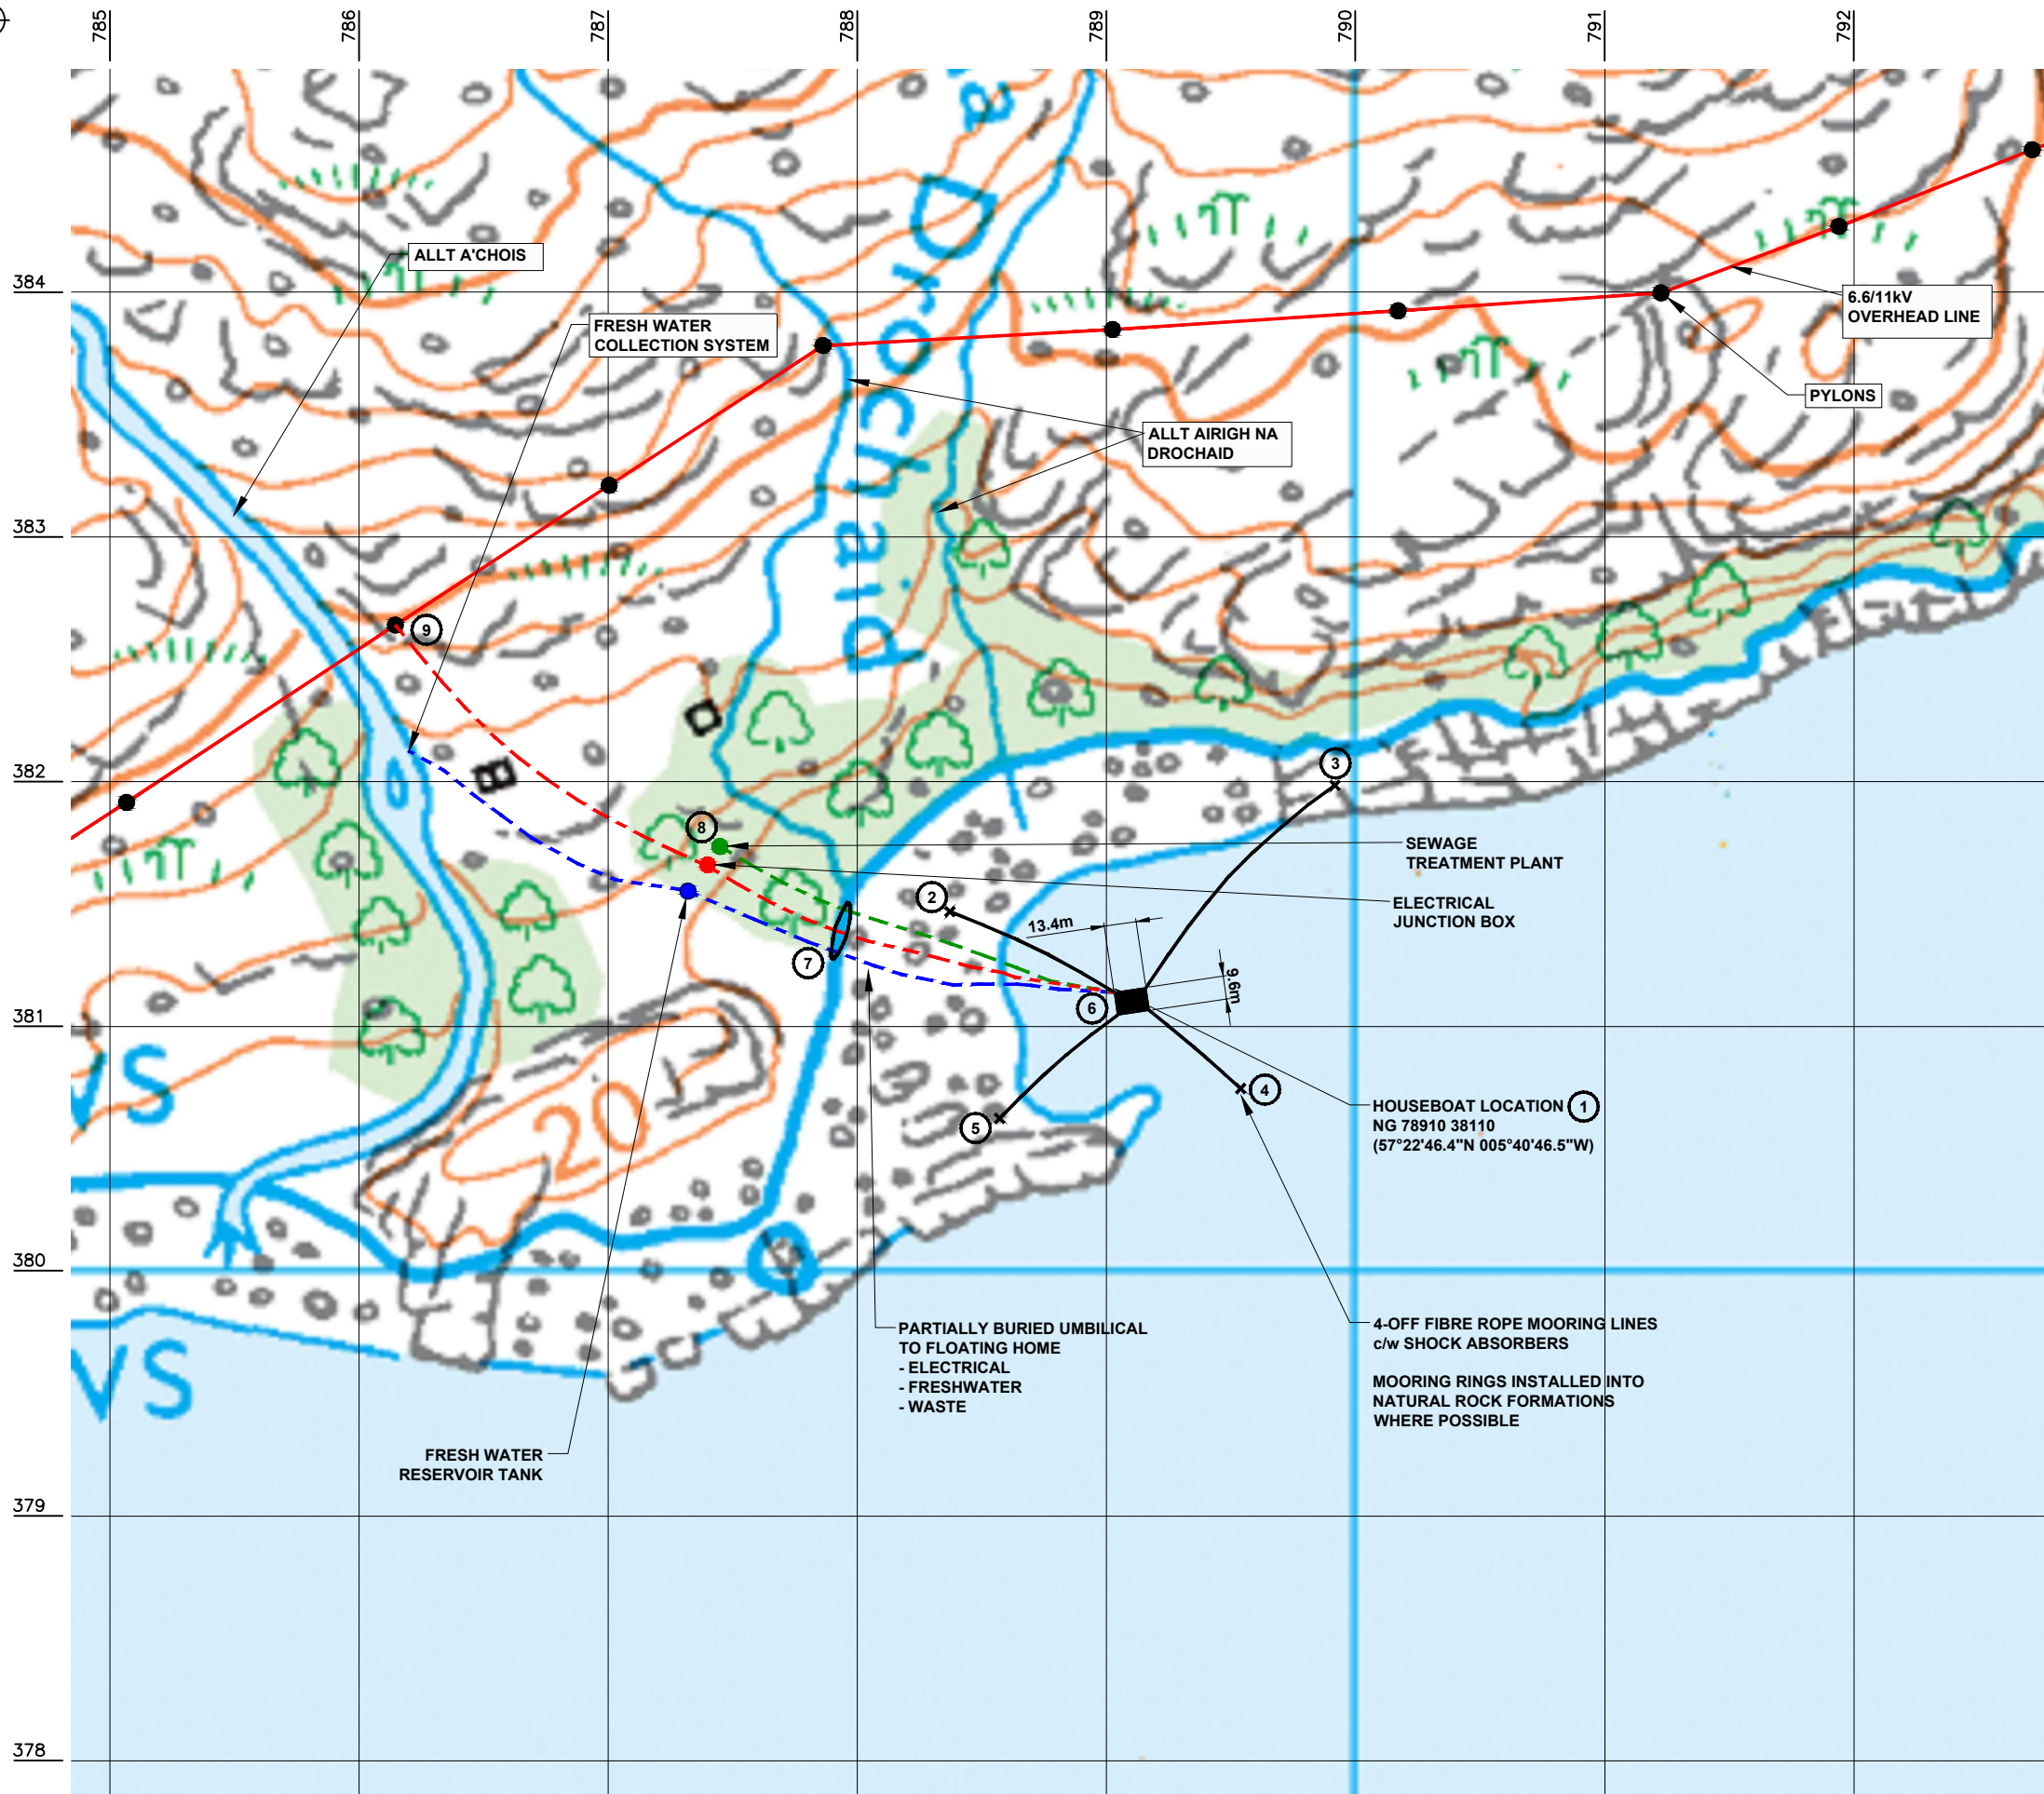 785
786
787
788
789
790
791
792
384
383
382
381
380
379
378
ALLT A'CHOIS
FRESH WATER
COLLECTION SYSTEM
6.6/11kV
OVERHEAD LINE
PYLONS
ALLT AIRIGH NA
DROCHAID
na
Drochaid
9
8
3
2
7
6
4
5
SEWAGE
TREATMENT PLANT
ELECTRICAL
JUNCTION BOX
13.4m
9.6m
HOUSEBOAT LOCATION 1
NG 78910 38110
(57°22'46.4"N 005°40'46.5"W)
20
4-OFF FIBRE ROPE MOORING LINES
c/w SHOCK ABSORBERS
MOORING RINGS INSTALLED INTO
NATURAL ROCK FORMATIONS
WHERE POSSIBLE
PARTIALLY BURIED UMBILICAL
TO FLOATING HOME
- ELECTRICAL
- FRESHWATER
- WASTE
FRESH WATER
RESERVOIR TANK